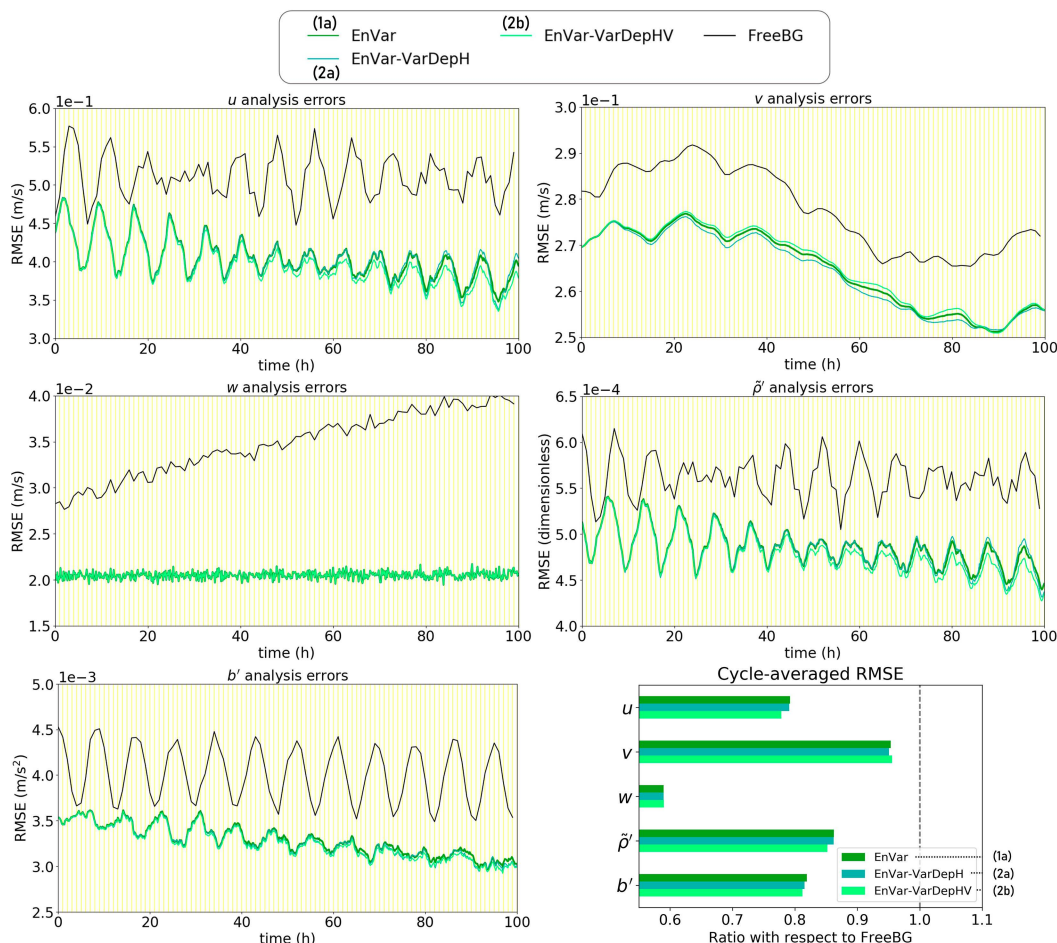 (1a) EnVar
(2b) EnVar-VarDepHV
FreeBG
EnVar-VarDepH
(2a)
u analysis errors
1e−1
6.0
5.5
5.0
4.5
4.0
3.5
3.0
RMSE (m/s)
0 20 40 60 80 100
time (h)
v analysis errors
1e−1
3.0
2.9
2.8
2.7
2.6
2.5
RMSE (m/s)
0 20 40 60 80 100
time (h)
w analysis errors
1e−2
4.0
3.5
3.0
2.5
2.0
1.5
RMSE (m/s)
0 20 40 60 80 100
time (h)
ρ̃′ analysis errors
1e−4
6.5
6.0
5.5
5.0
4.5
4.0
RMSE (dimensionless)
0 20 40 60 80 100
time (h)
b′ analysis errors
1e−3
5.0
4.5
4.0
3.5
3.0
2.5
RMSE (m/s²)
0 20 40 60 80 100
time (h)
Cycle-averaged RMSE
u
v
w
ρ̃′
b′
EnVar (1a)
EnVar-VarDepH (2a)
EnVar-VarDepHV (2b)
0.6 0.7 0.8 0.9 1.0 1.1
Ratio with respect to FreeBG